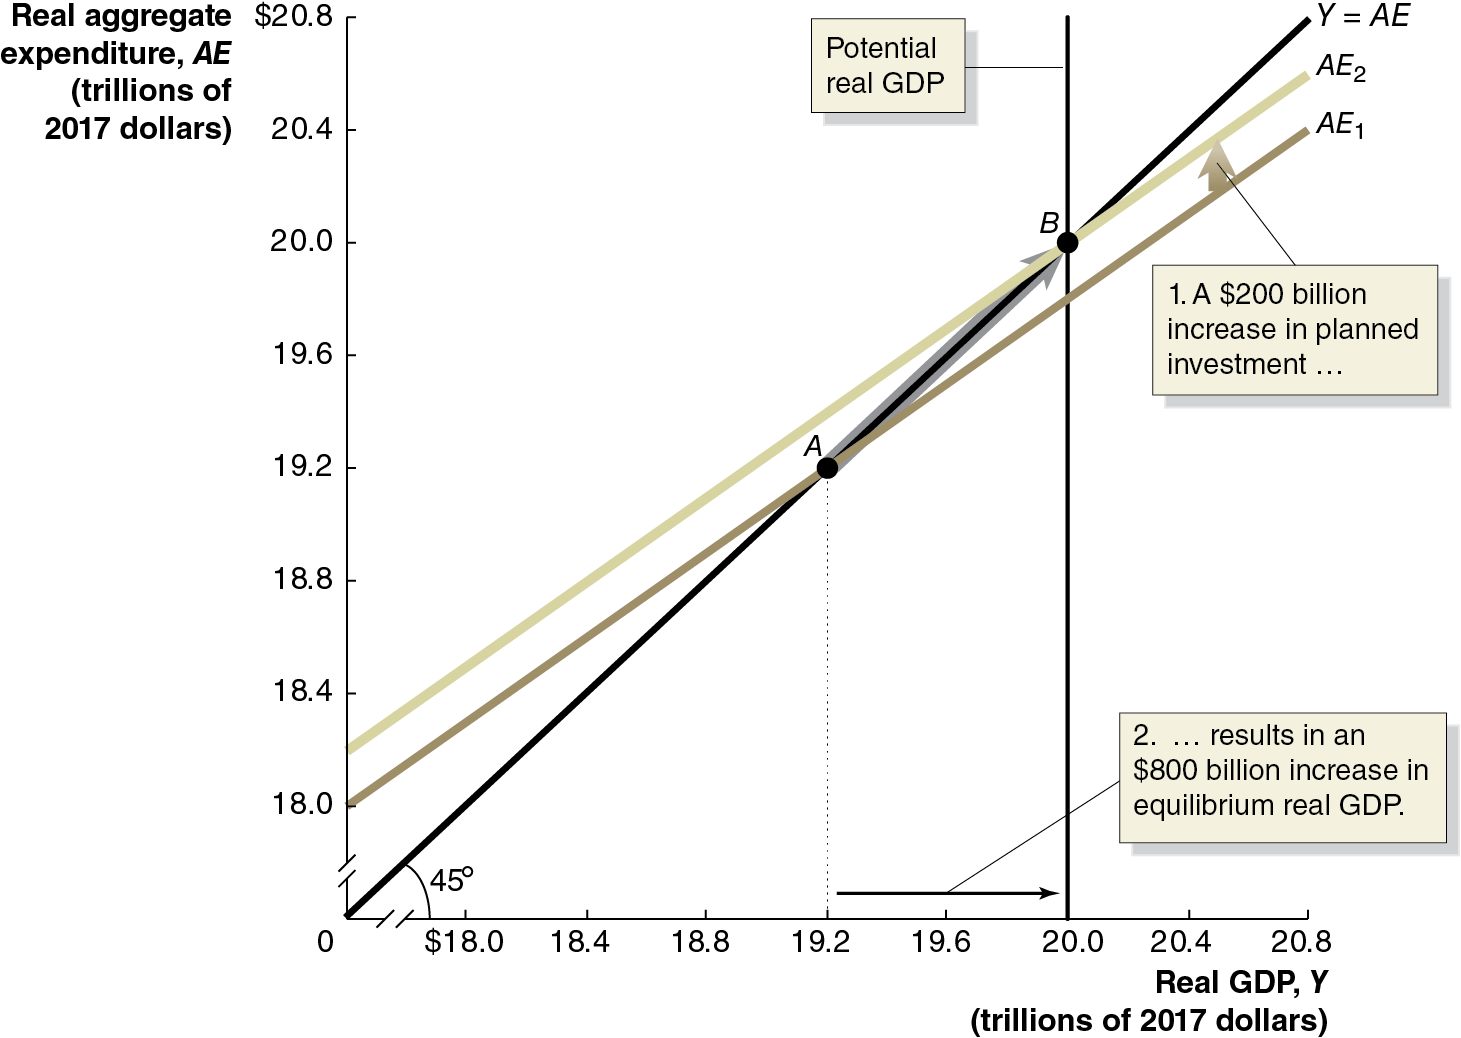 Real aggregate
expenditure, AE
(trillions of
2017 dollars)
$20.8
20.4
20.0
19.6
19.2
18.8
18.4
18.0
Potential
real GDP
Y = AE
AE2
AE1
B
A
1. A $200 billion
increase in planned
investment …
2. … results in an
$800 billion increase in
equilibrium real GDP.
45°
0 $18.0 18.4 18.8 19.2 19.6 20.0 20.4 20.8
Real GDP, Y
(trillions of 2017 dollars)